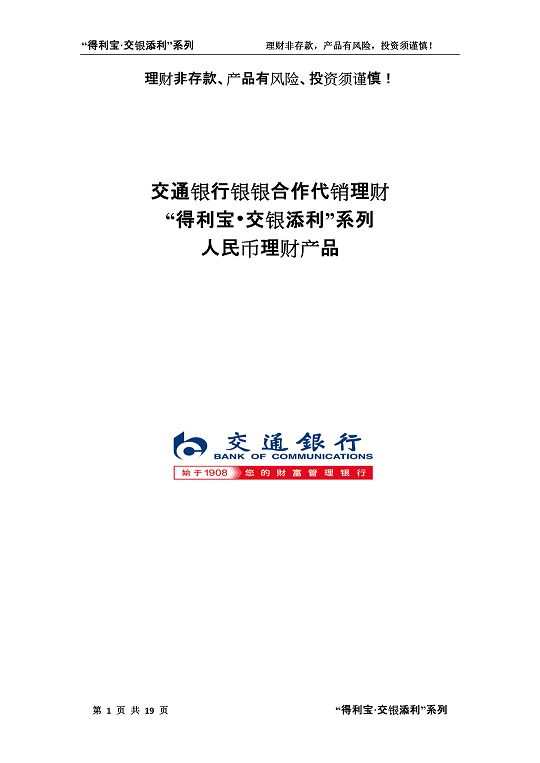 “得利宝·交银添利”系列 理财非存款，产品有风险，投资须谨慎！
理财非存款、产品有风险、投资须谨慎！
交通银行银银合作代销理财
“得利宝•交银添利”系列
人民币理财产品
交通銀行
BANK OF COMMUNICATIONS
始于1908 您的财富管理银行
第 1 页 共 19 页 “得利宝·交银添利”系列